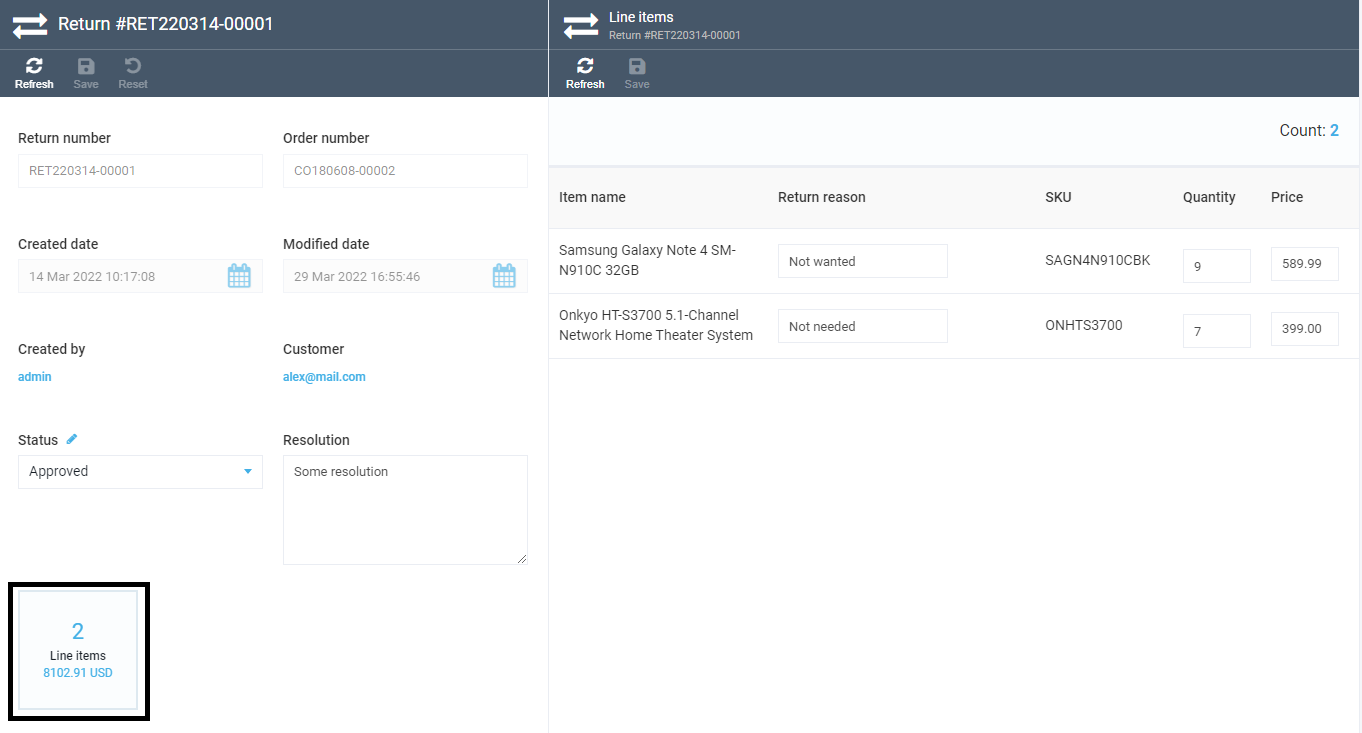 Return #RET220314-00001
Refresh Save Reset
Return number Order number
RET220314-00001 CO180608-00002
Created date Modified date
14 Mar 2022 10:17:08 29 Mar 2022 16:55:46
Created by Customer
admin alex@mail.com
Status Resolution
Approved Some resolution
2
Line items
8102.91 USD
Line items
Return #RET220314-00001
Refresh Save
Count: 2
Item name Return reason SKU Quantity Price
Samsung Galaxy Note 4 SM-
N910C 32GB
Not wanted SAGN4N910CBK 9 589.99
Onkyo HT-S3700 5.1-Channel
Network Home Theater System
Not needed ONHTS3700 7 399.00